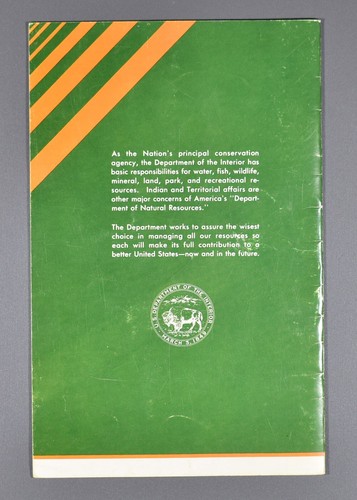 As the Nation's principal conservation
agency, the Department of the Interior has
basic responsibilities for water, fish, wildlife,
mineral, land, park, and recreational re-
sources. Indian and Territorial affairs are
other major concerns of America's "Depart-
ment of Natural Resources."
The Department works to assure the wisest
choice in managing all our resources so
each will make its full contribution to a
better United States—now and in the future.
U.S. DEPARTMENT OF THE INTERIOR
MARCH 3, 1849